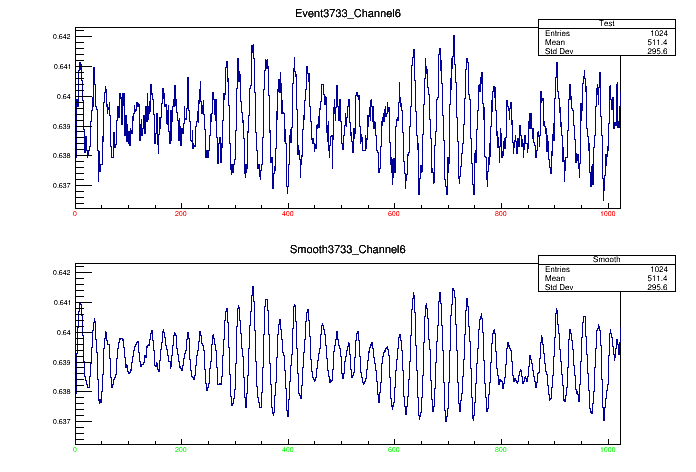 Event3733_Channel6
Test
Entries 1024
Mean 511.4
Std Dev 295.6
0.642
0.641
0.64
0.639
0.638
0.637
0 200 400 600 800 1000
Smooth3733_Channel6
Smooth
Entries 1024
Mean 511.4
Std Dev 295.6
0.642
0.641
0.64
0.639
0.638
0.637
0 200 400 600 800 1000